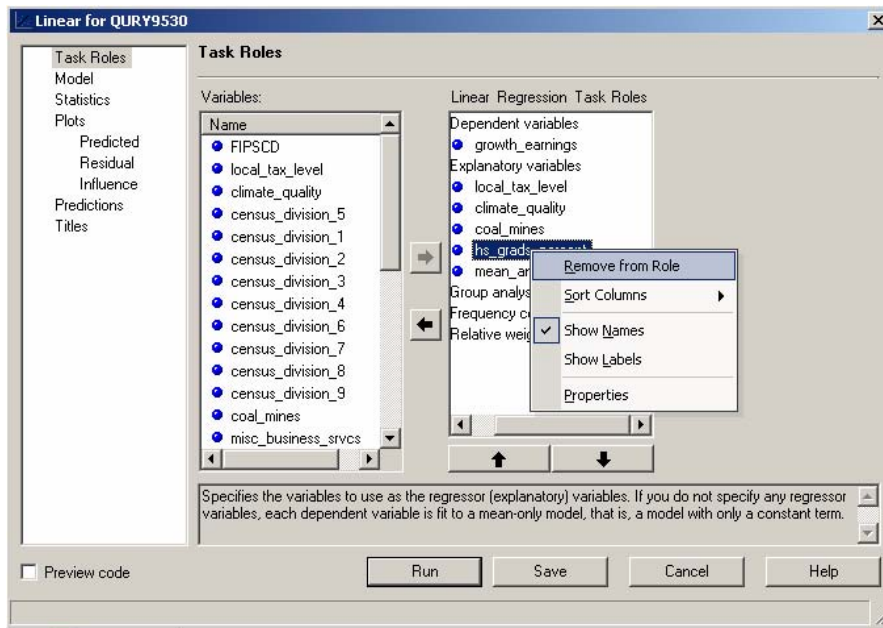 Linear for QURY9530
Task Roles
Model
Statistics
Plots
Predicted
Residual
Influence
Predictions
Titles
Task Roles
Variables:
Name
FIPSCD
local_tax_level
climate_quality
census_division_5
census_division_1
census_division_2
census_division_3
census_division_4
census_division_6
census_division_7
census_division_8
census_division_9
coal_mines
misc_business_srvcs
Linear Regression Task Roles
Dependent variables
growth_earnings
Explanatory variables
local_tax_level
climate_quality
coal_mines
Group
Frequency
Relative
Remove from Role
Sort Columns
Show Names
Show Labels
Properties
Specifies the variables to use as the regressor (explanatory) variables. If you do not specify any regressor
variables, each dependent variable is fit to a mean-only model, that is, a model with only a constant term.
Preview code
Run
Save
Cancel
Help